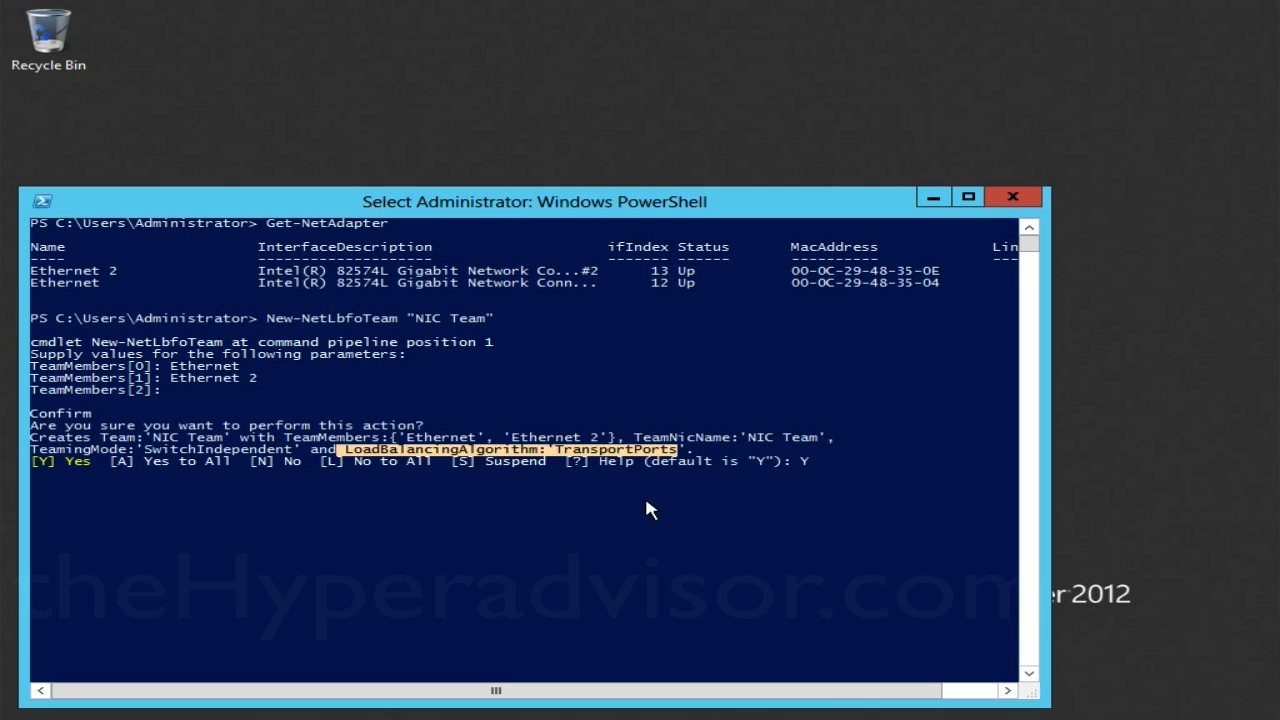 Recycle Bin
Select Administrator: Windows PowerShell
PS C:\Users\Administrator> Get-NetAdapter
Name InterfaceDescription ifIndex Status MacAddress Lin
---- -------------------- ------- ------ ---------- ---
Ethernet 2 Intel(R) 82574L Gigabit Network Co...#2 13 Up 00-0C-29-48-35-0E
Ethernet Intel(R) 82574L Gigabit Network Conn... 12 Up 00-0C-29-48-35-04
PS C:\Users\Administrator> New-NetLbfoTeam "NIC Team"
cmdlet New-NetLbfoTeam at command pipeline position 1
Supply values for the following parameters:
TeamMembers[0]: Ethernet
TeamMembers[1]: Ethernet 2
TeamMembers[2]:
Confirm
Are you sure you want to perform this action?
Creates Team:'NIC Team' with TeamMembers:{'Ethernet', 'Ethernet 2'}, TeamNicName:'NIC Team',
TeamingMode:'SwitchIndependent' and LoadBalancingAlgorithm:'TransportPorts'.
[Y] Yes [A] Yes to All [N] No [L] No to All [S] Suspend [?] Help (default is "Y"): Y
theHyperadvisor.com
er 2012